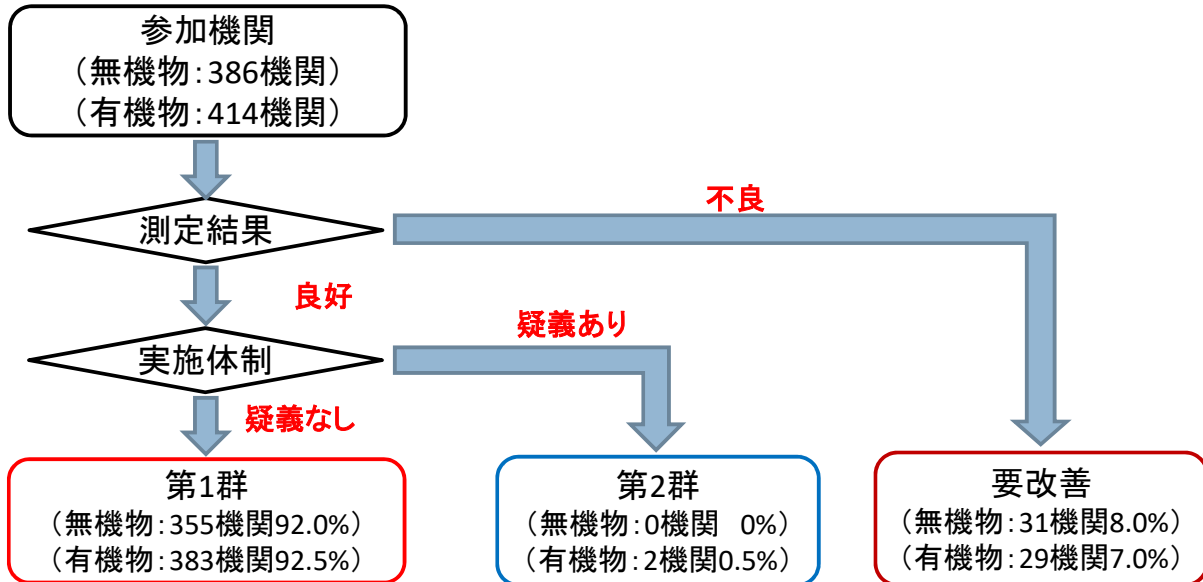 参加機関
（無機物：386機関）
（有機物：414機関）
測定結果
不良
良好
実施体制
疑義あり
疑義なし
第1群
（無機物：355機関92.0%）
（有機物：383機関92.5%）
第2群
（無機物：0機関　0%）
（有機物：2機関0.5%）
要改善
（無機物：31機関8.0%）
（有機物：29機関7.0%）